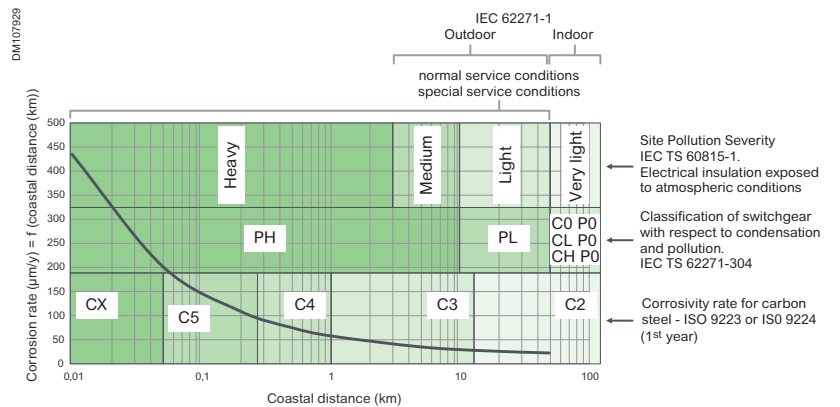 DM107929
IEC 62271-1
Outdoor
Indoor
normal service conditions
special service conditions
Corrosion rate (µm/y) = f (coastal distance (km))
500
450
400
350
300
250
200
150
100
50
0
Heavy
Medium
Light
Very light
PH
PL
C0 P0
CL P0
CH P0
CX
C5
C4
C3
C2
0,01
0,1
1
10
100
Coastal distance (km)
Site Pollution Severity
IEC TS 60815-1.
Electrical insulation exposed
to atmospheric conditions
Classification of switchgear
with respect to condensation
and pollution.
IEC TS 62271-304
Corrosivity rate for carbon
steel - ISO 9223 or IS0 9224
(1st year)